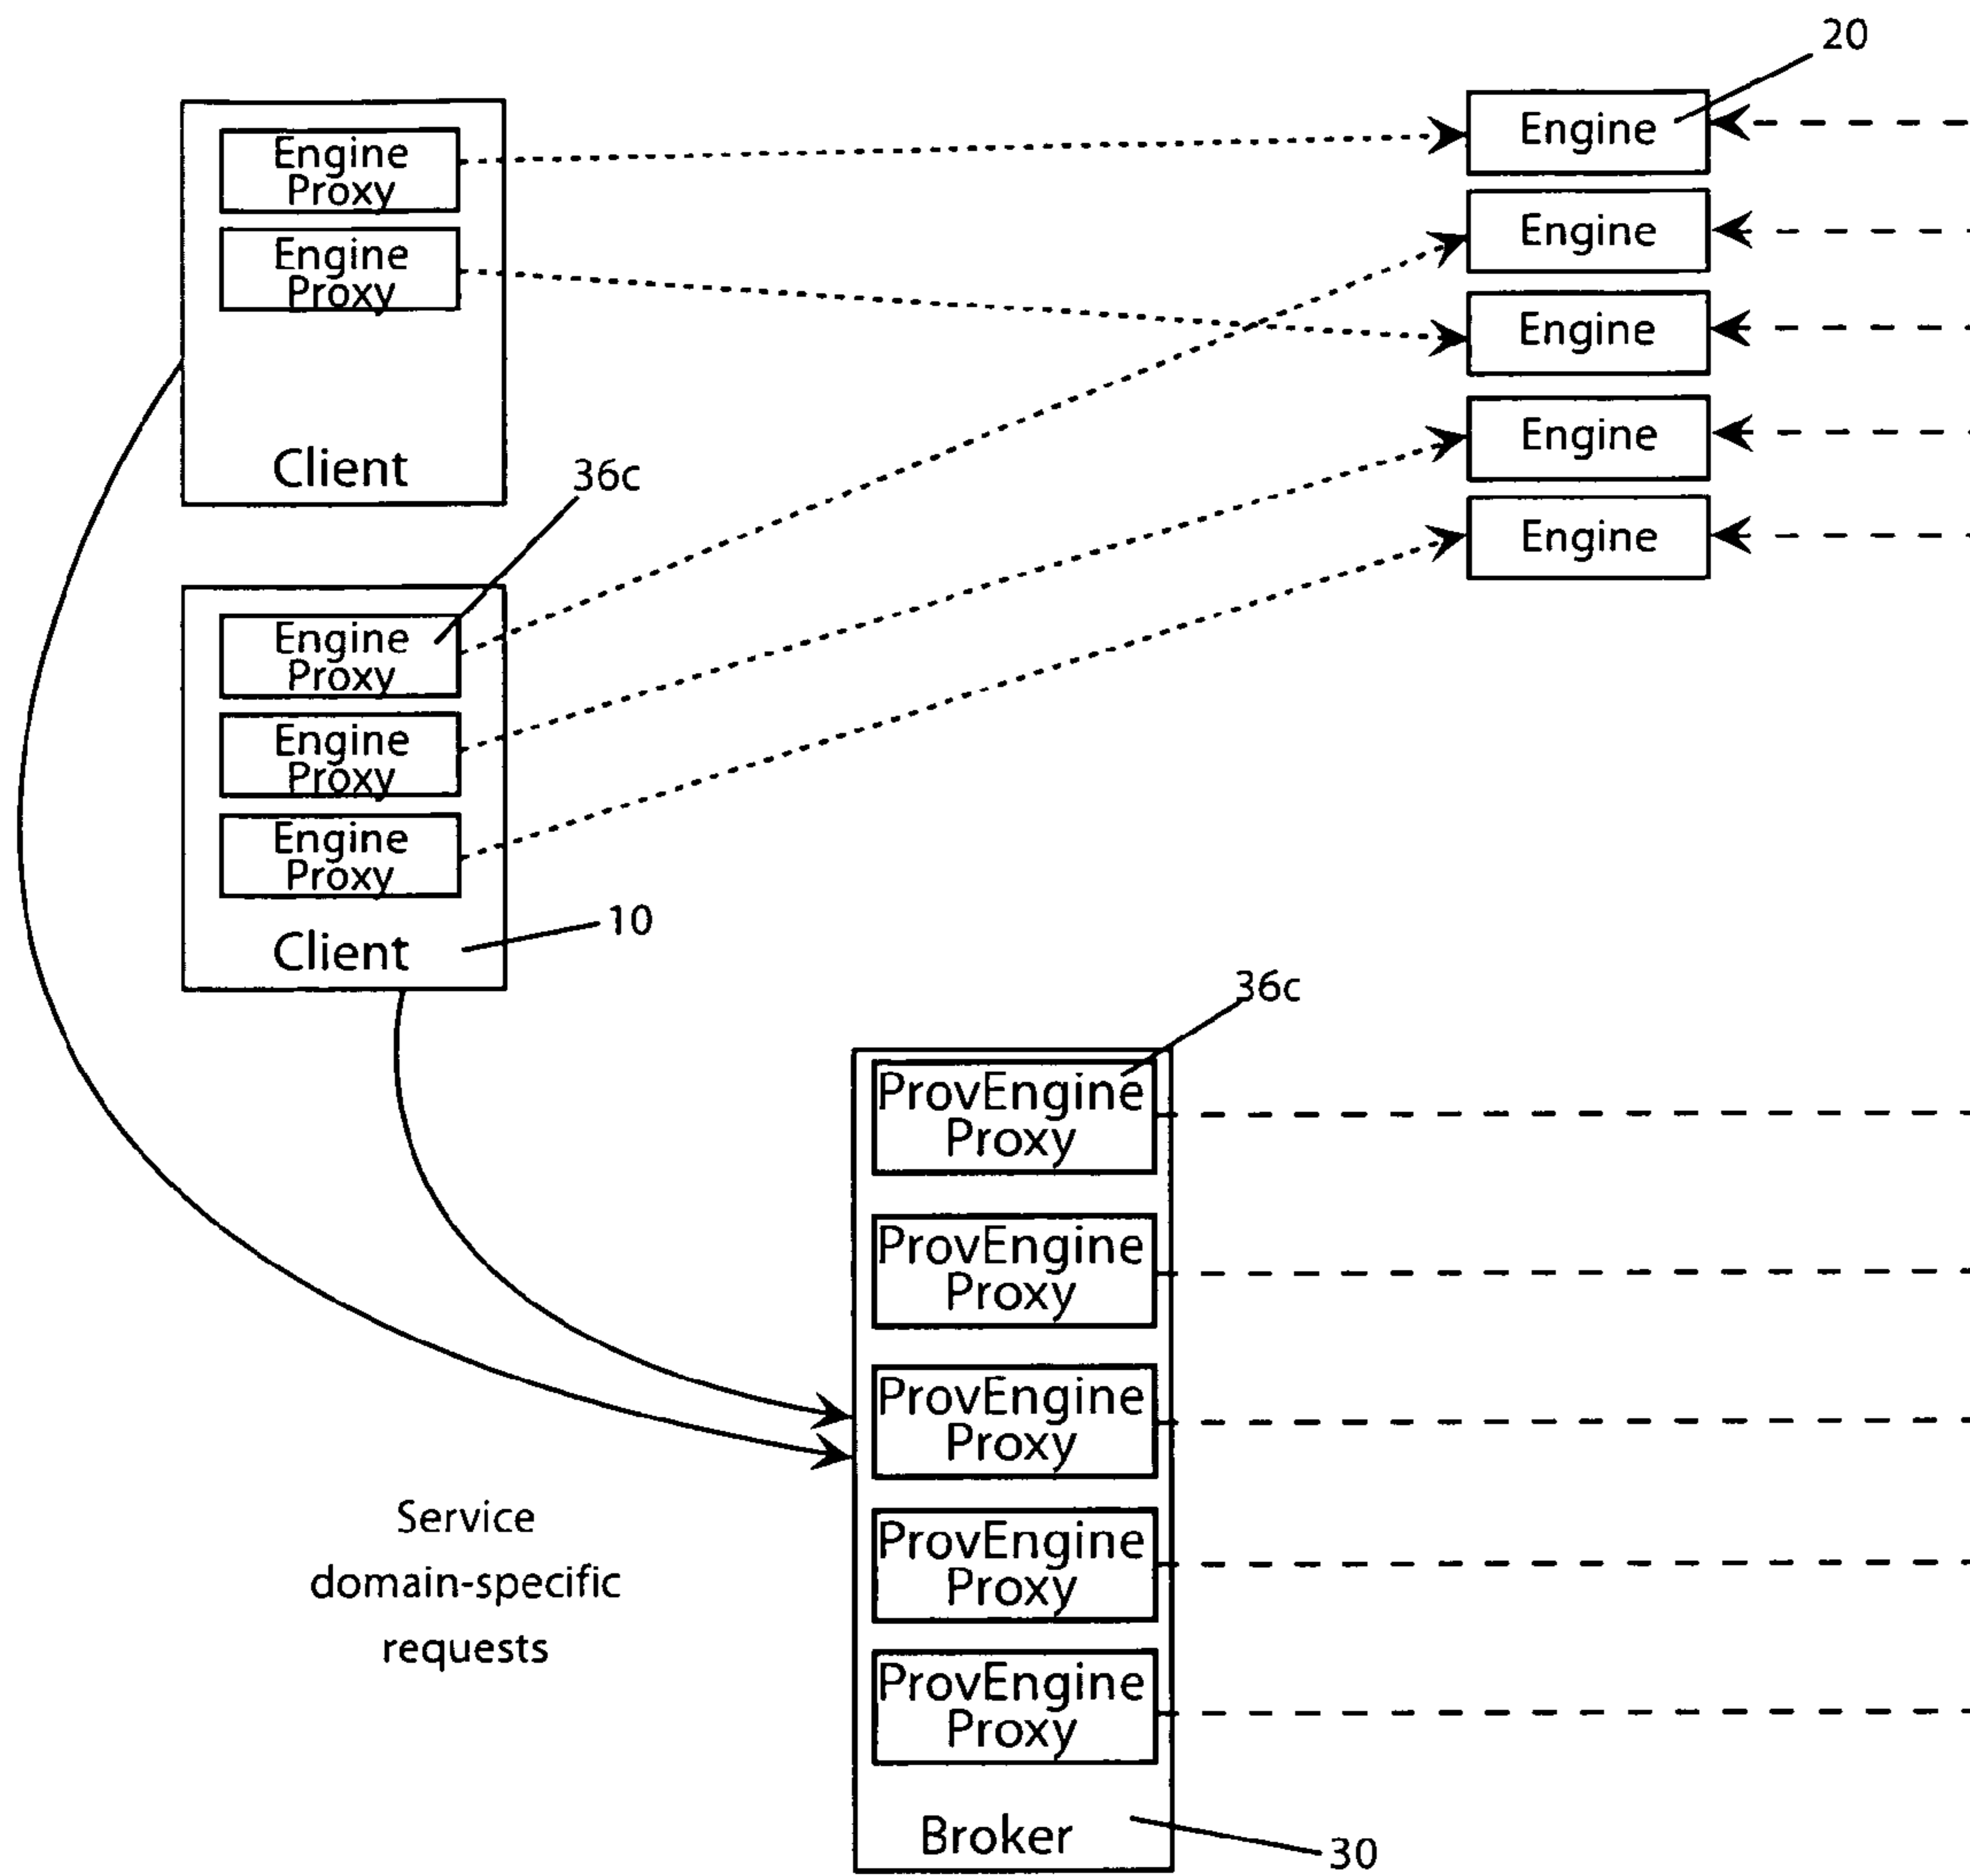 20
Engine
Proxy
Engine
Proxy
Client
Engine
Engine
Engine
Engine
Engine
36c
Engine
Proxy
Engine
Proxy
Engine
Proxy
Client
10
36c
ProvEngine
Proxy
ProvEngine
Proxy
ProvEngine
Proxy
ProvEngine
Proxy
ProvEngine
Proxy
Broker
30
Service
domain-specific
requests